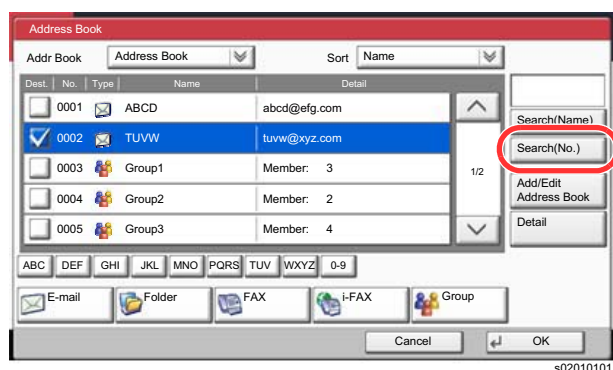 Address Book
Addr Book Address Book Sort Name
Dest. No. Type Name Detail
0001 ABCD abcd@efg.com
Search(Name)
0002 TUVW tuvw@xyz.com
Search(No.)
0003 Group1 Member: 3
1/2
Add/Edit
Address Book
0004 Group2 Member: 2
Detail
0005 Group3 Member: 4
ABC DEF GHI JKL MNO PQRS TUV WXYZ 0-9
E-mail Folder FAX i-FAX Group
Cancel OK
s02010101